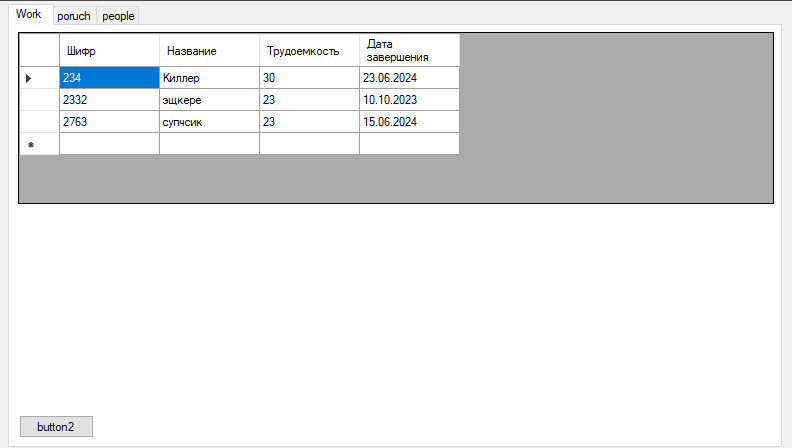 Work poruch people
Шифр Название Трудоемкость Дата завершения
234 Киллер 30 23.06.2024
2332 эщкере 23 10.10.2023
2763 супчсик 23 15.06.2024
button2